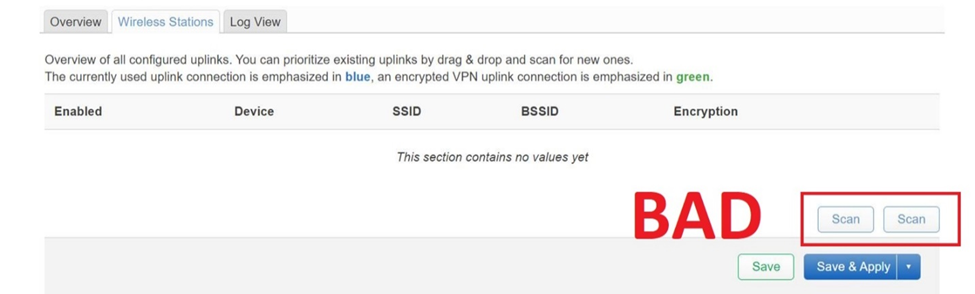 Overview Wireless Stations Log View
Overview of all configured uplinks. You can prioritize existing uplinks by drag & drop and scan for new ones.
The currently used uplink connection is emphasized in blue, an encrypted VPN uplink connection is emphasized in green.
Enabled Device SSID BSSID Encryption
This section contains no values yet
BAD Scan Scan
Save Save & Apply